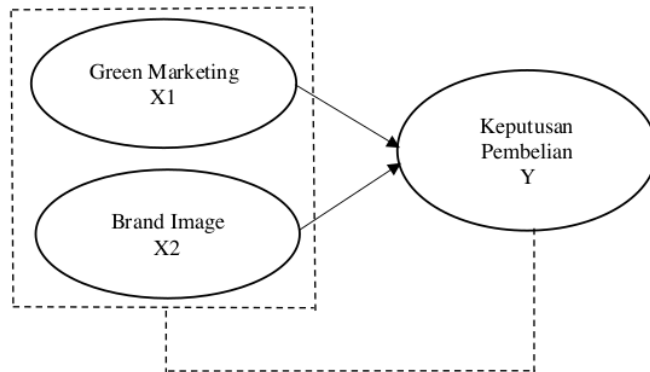 Green Marketing
X1
Keputusan
Pembelian
Y
Brand Image
X2